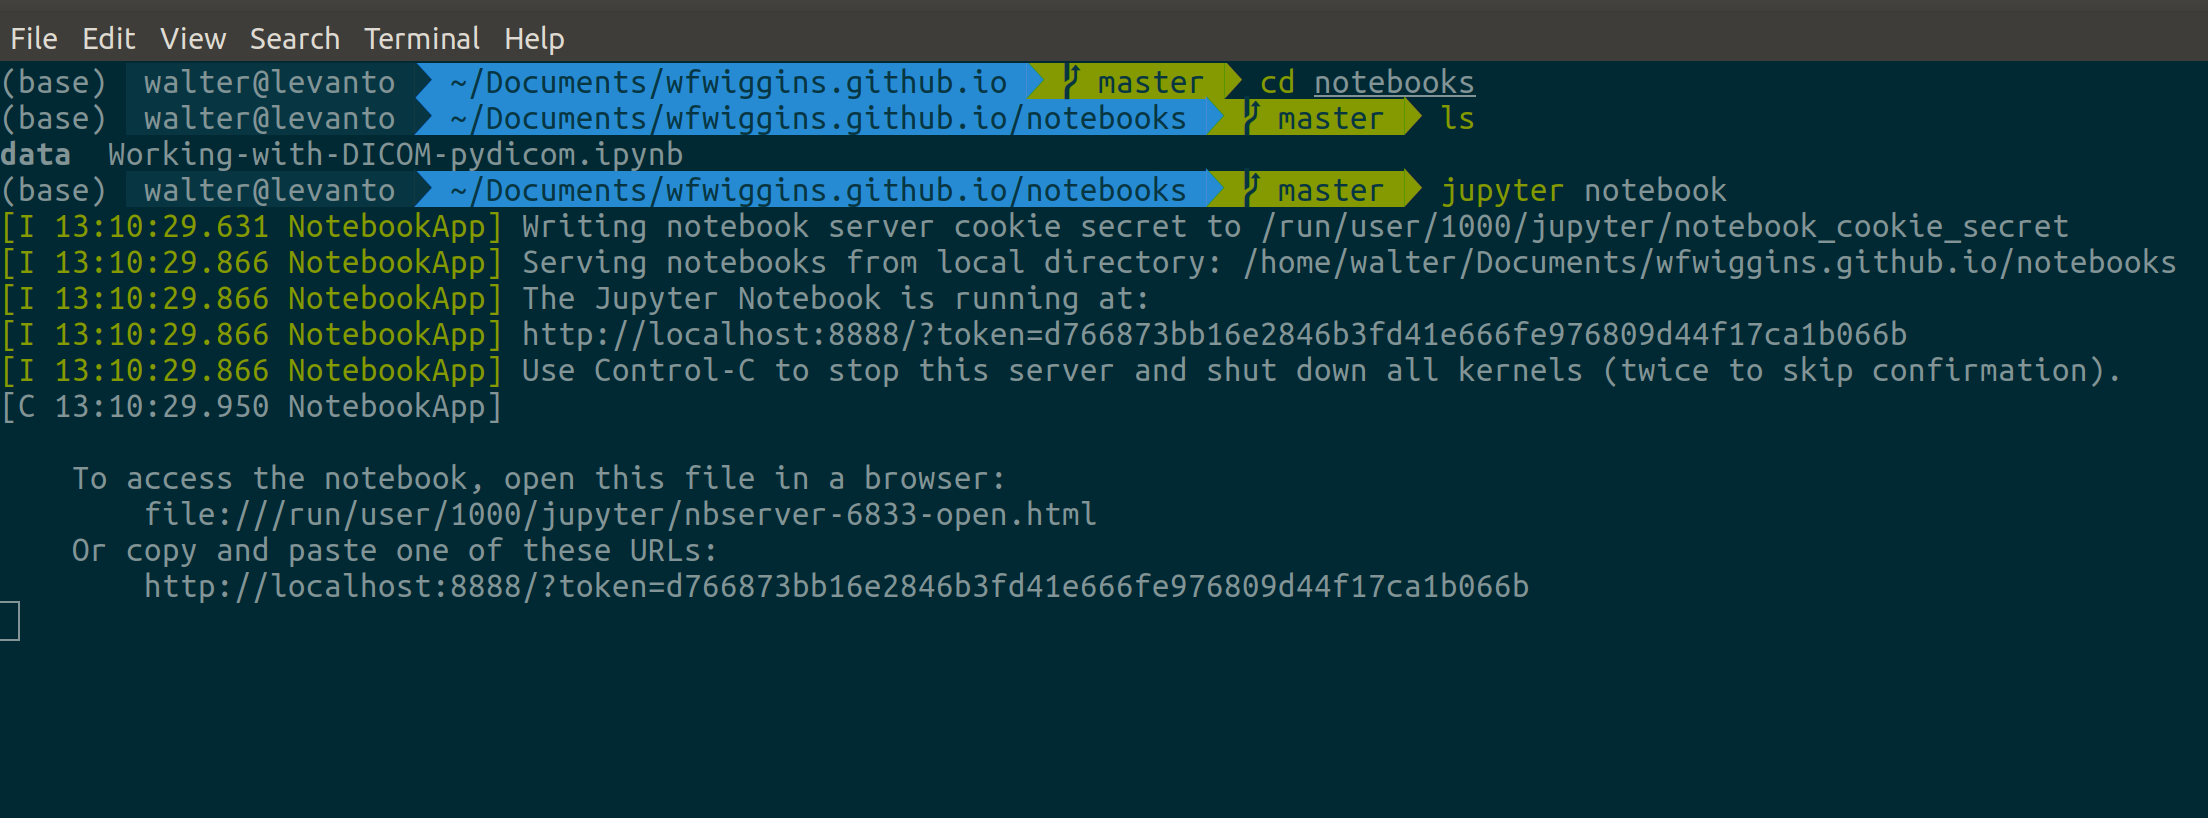 File Edit View Search Terminal Help
(base) walter@levanto ~/Documents/wfwiggins.github.io master cd notebooks
(base) walter@levanto ~/Documents/wfwiggins.github.io/notebooks master ls
data Working-with-DICOM-pydicom.ipynb
(base) walter@levanto ~/Documents/wfwiggins.github.io/notebooks master jupyter notebook
[I 13:10:29.631 NotebookApp] Writing notebook server cookie secret to /run/user/1000/jupyter/notebook_cookie_secret
[I 13:10:29.866 NotebookApp] Serving notebooks from local directory: /home/walter/Documents/wfwiggins.github.io/notebooks
[I 13:10:29.866 NotebookApp] The Jupyter Notebook is running at:
[I 13:10:29.866 NotebookApp] http://localhost:8888/?token=d766873bb16e2846b3fd41e666fe976809d44f17ca1b066b
[I 13:10:29.866 NotebookApp] Use Control-C to stop this server and shut down all kernels (twice to skip confirmation).
[C 13:10:29.950 NotebookApp]
To access the notebook, open this file in a browser:
file:///run/user/1000/jupyter/nbserver-6833-open.html
Or copy and paste one of these URLs:
http://localhost:8888/?token=d766873bb16e2846b3fd41e666fe976809d44f17ca1b066b